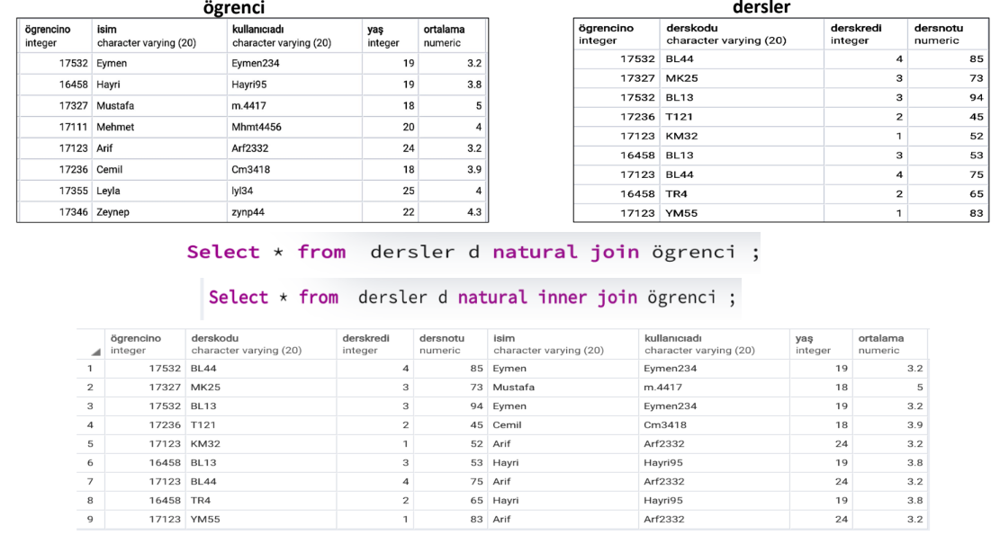 ögrenci
ögrencino isim kullanıcıadı yaş ortalama
integer character varying (20) character varying (20) integer numeric
17532 Eymen Eymen234 19 3.2
16458 Hayri Hayri95 19 3.8
17327 Mustafa m.4417 18 5
17111 Mehmet Mhmt4456 20 4
17123 Arif Arf2332 24 3.2
17236 Cemil Cm3418 18 3.9
17355 Leyla lyl34 25 4
17346 Zeynep zynp44 22 4.3
dersler
ögrencino derskodu derskredi dersnotu
integer character varying (20) integer numeric
17532 BL44 4 85
17327 MK25 3 73
17532 BL13 3 94
17236 T121 2 45
17123 KM32 1 52
16458 BL13 3 53
17123 BL44 4 75
16458 TR4 2 65
17123 YM55 1 83
Select * from dersler d natural join ögrenci ;
Select * from dersler d natural inner join ögrenci ;
ögrencino derskodu derskredi dersnotu isim kullanıcıadı yaş ortalama
integer character varying (20) integer numeric character varying (20) character varying (20) integer numeric
1 17532 BL44 4 85 Eymen Eymen234 19 3.2
2 17327 MK25 3 73 Mustafa m.4417 18 5
3 17532 BL13 3 94 Eymen Eymen234 19 3.2
4 17236 T121 2 45 Cemil Cm3418 18 3.9
5 17123 KM32 1 52 Arif Arf2332 24 3.2
6 16458 BL13 3 53 Hayri Hayri95 19 3.8
7 17123 BL44 4 75 Arif Arf2332 24 3.2
8 16458 TR4 2 65 Hayri Hayri95 19 3.8
9 17123 YM55 1 83 Arif Arf2332 24 3.2